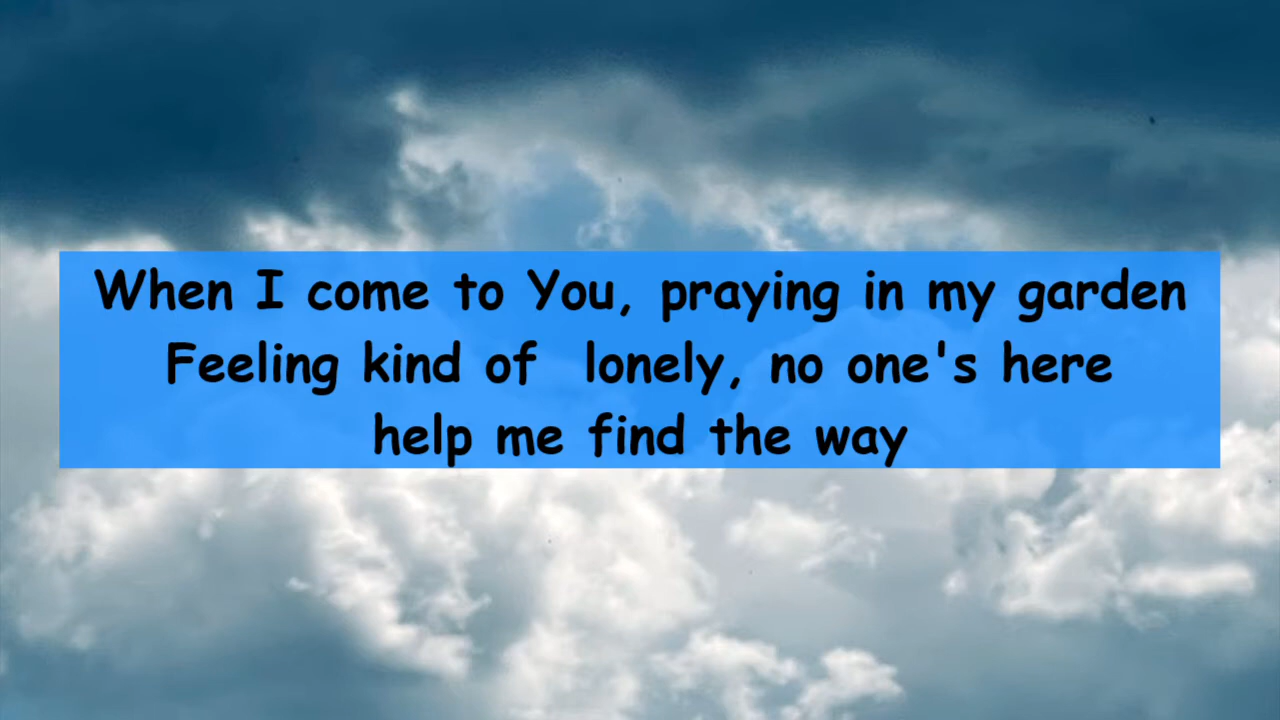 When I come to You, praying in my garden
Feeling kind of  lonely, no one's here
help me find the way